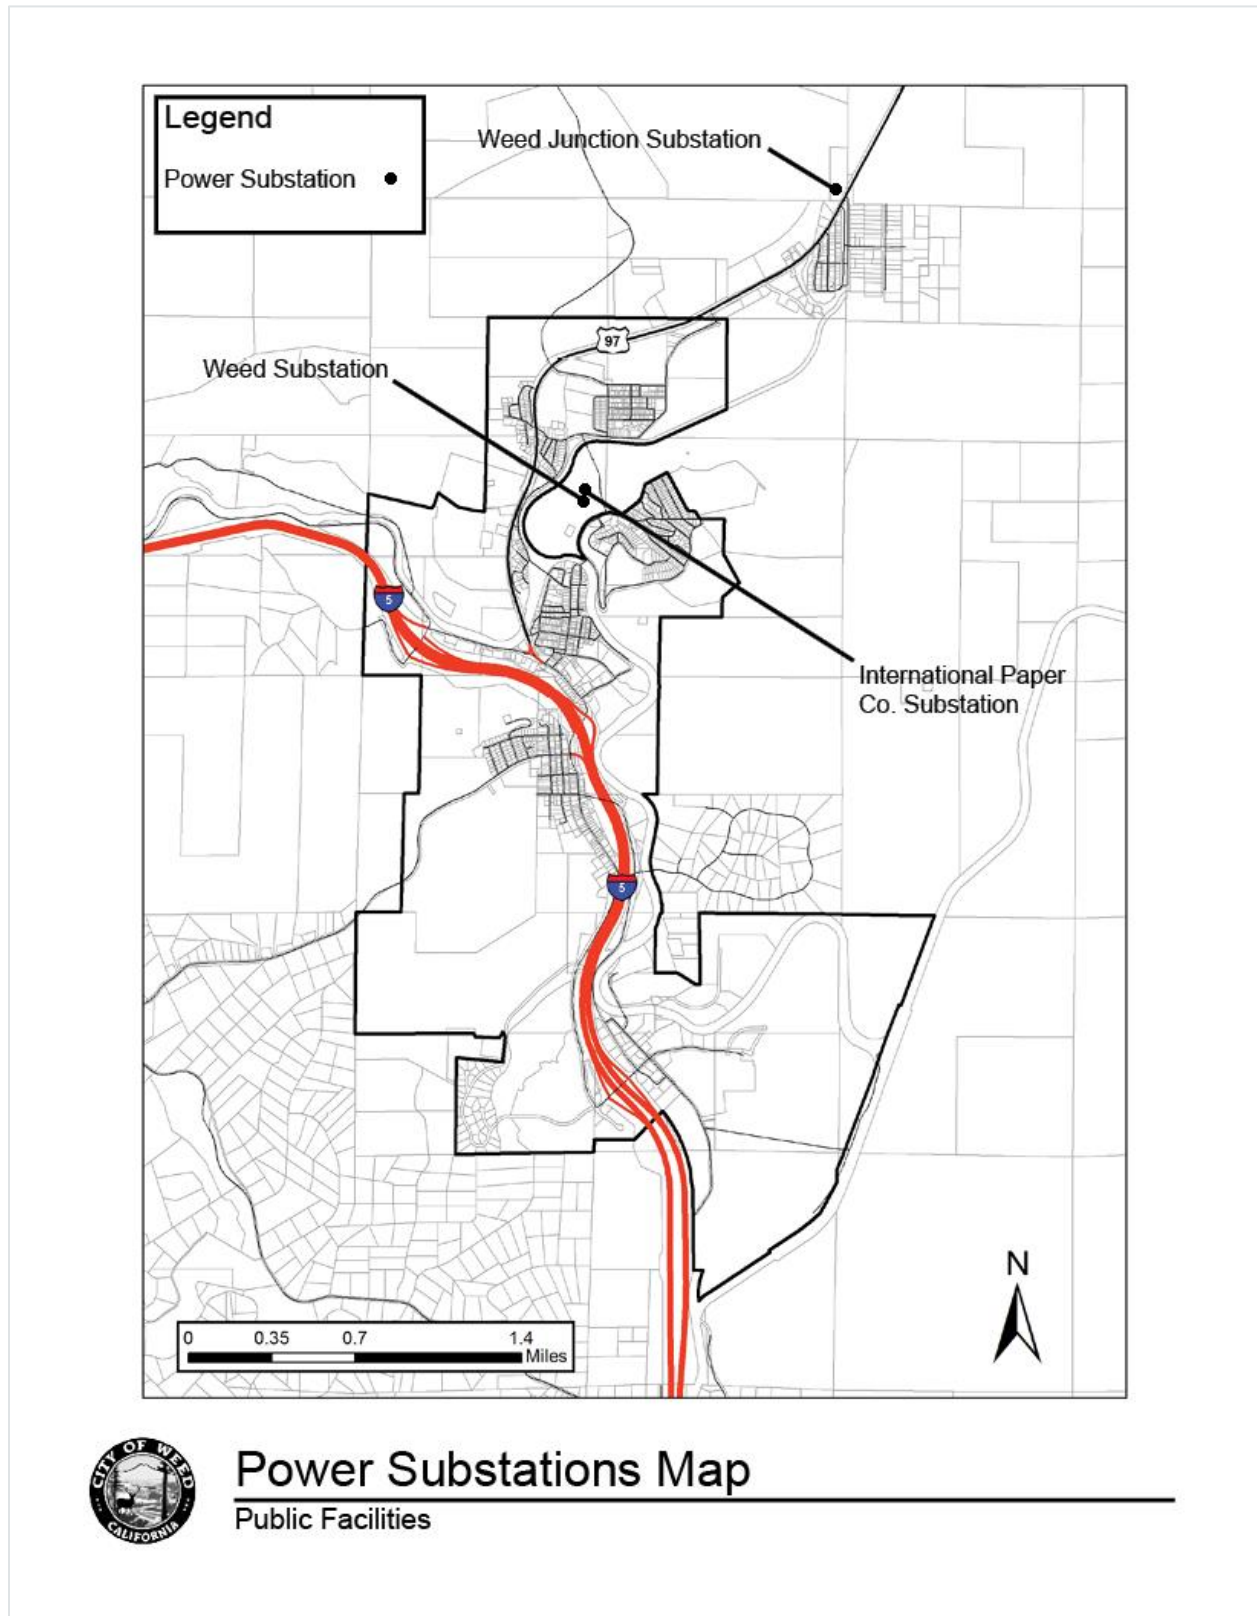 Legend
Power Substation
Weed Junction Substation
97
Weed Substation
5
International Paper
Co. Substation
5
N
0 0.35 0.7 1.4
Miles
CITY OF WEED
CALIFORNIA
Power Substations Map
Public Facilities